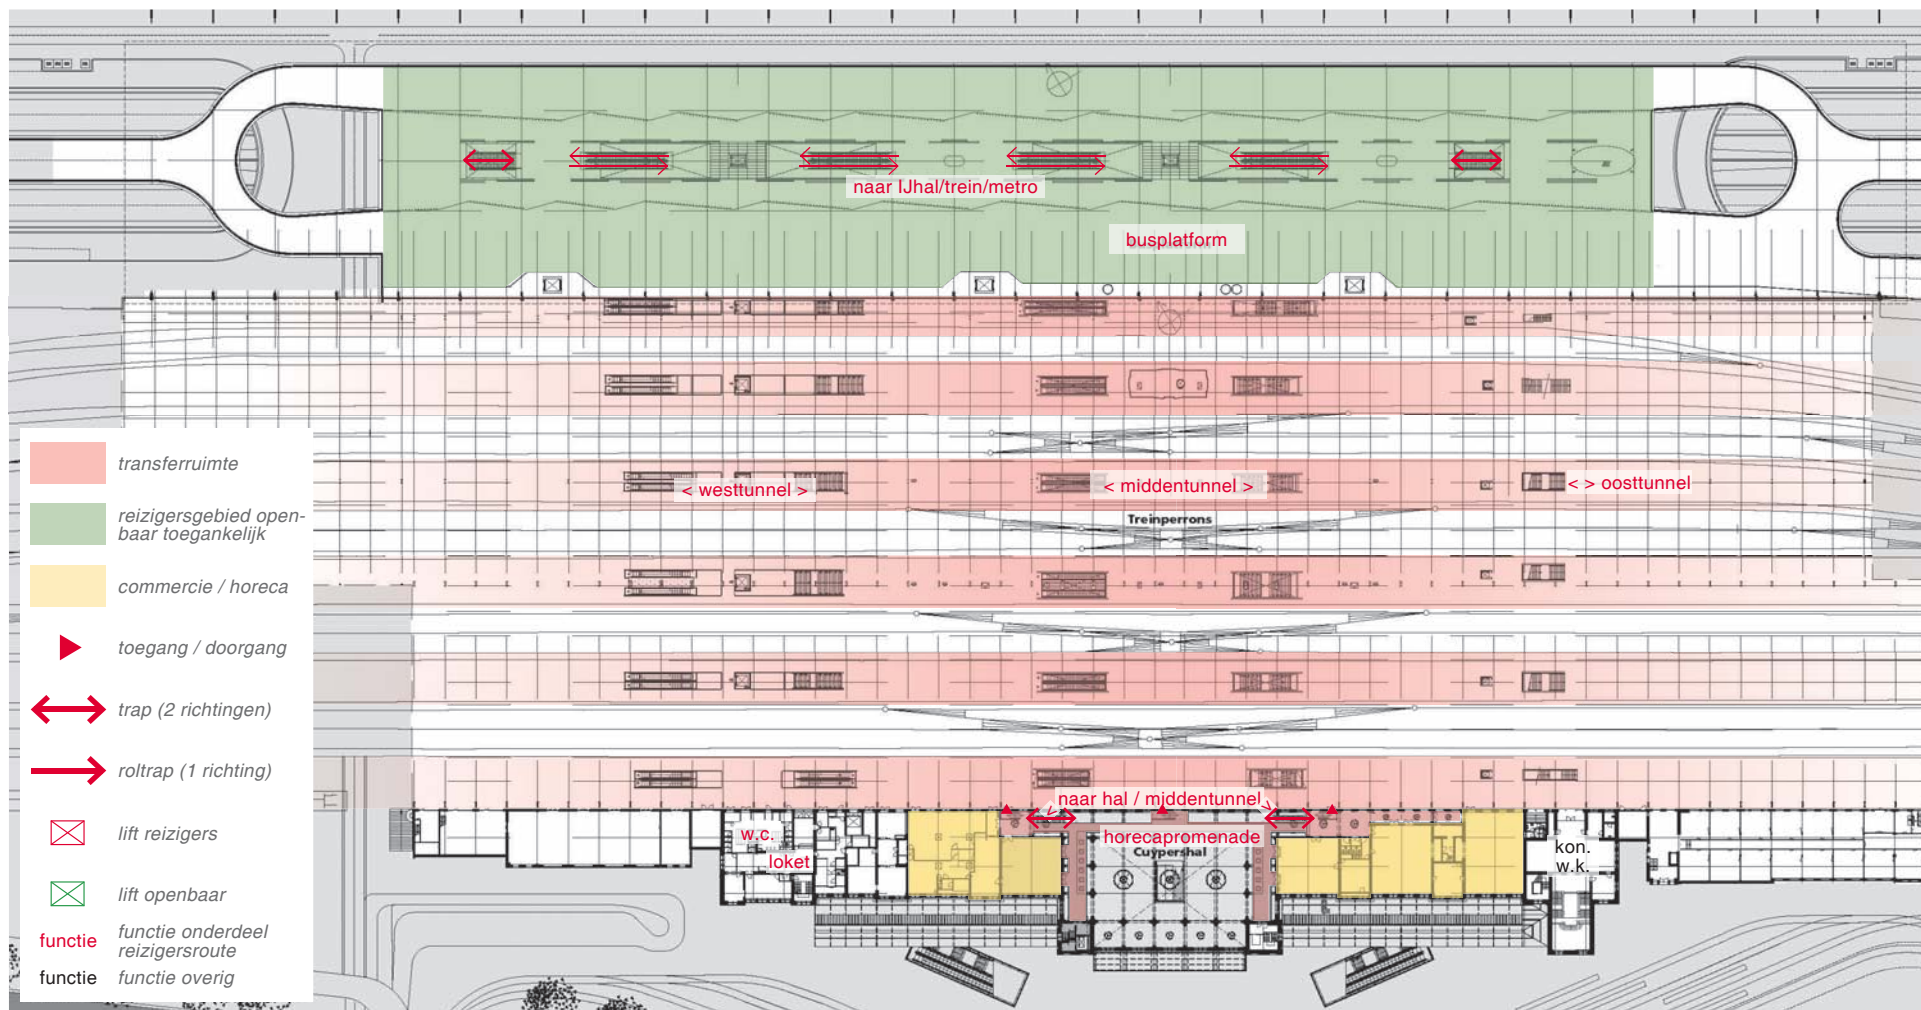 naar IJhal/trein/metro
busplatform
< westtunnel >
< middentunnel >
< > oosttunnel
Treinperrons
naar hal / middentunnel
horecapromenade
Cuypershal
w.c.
loket
kon.
w.k.
transferruimte
reizigersgebied open-
baar toegankelijk
commercie / horeca
toegang / doorgang
trap (2 richtingen)
roltrap (1 richting)
lift reizigers
lift openbaar
functie functie onderdeel
reizigersroute
functie functie overig